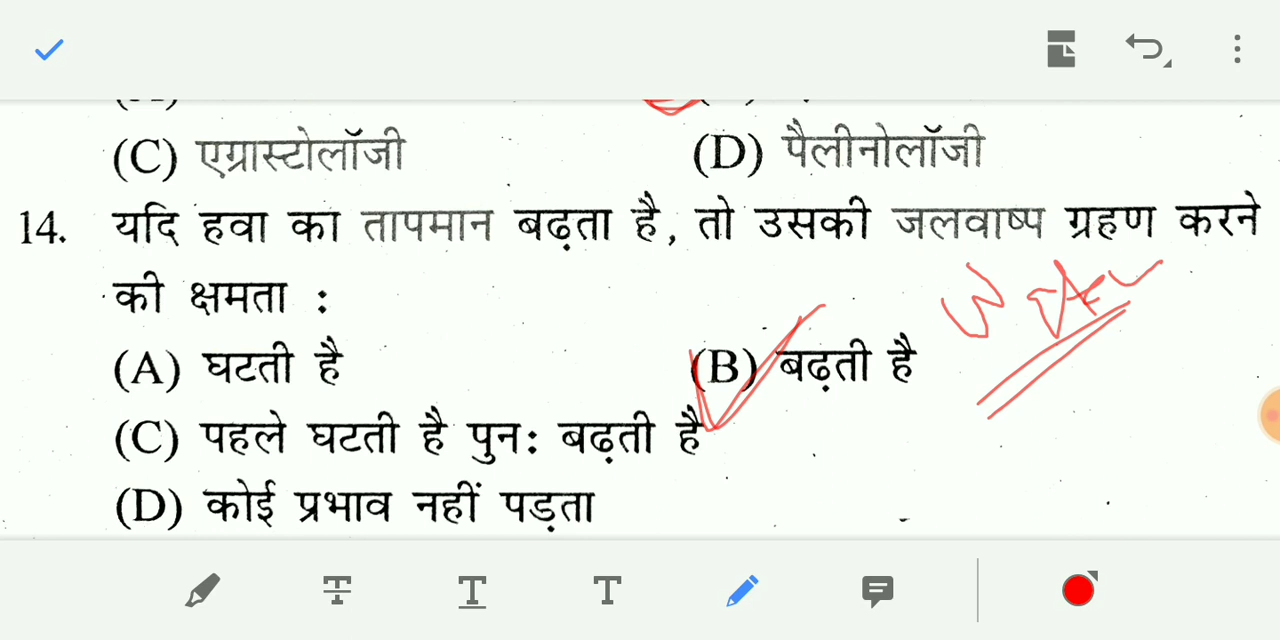 (C) एग्रास्टोलॉजी (D) पैलीनोलॉजी
14. यदि हवा का तापमान बढ़ता है, तो उसकी जलवाष्प ग्रहण करने
की क्षमता :
(A) घटती है (B) बढ़ती है
(C) पहले घटती है पुनः बढ़ती है
(D) कोई प्रभाव नहीं पड़ता